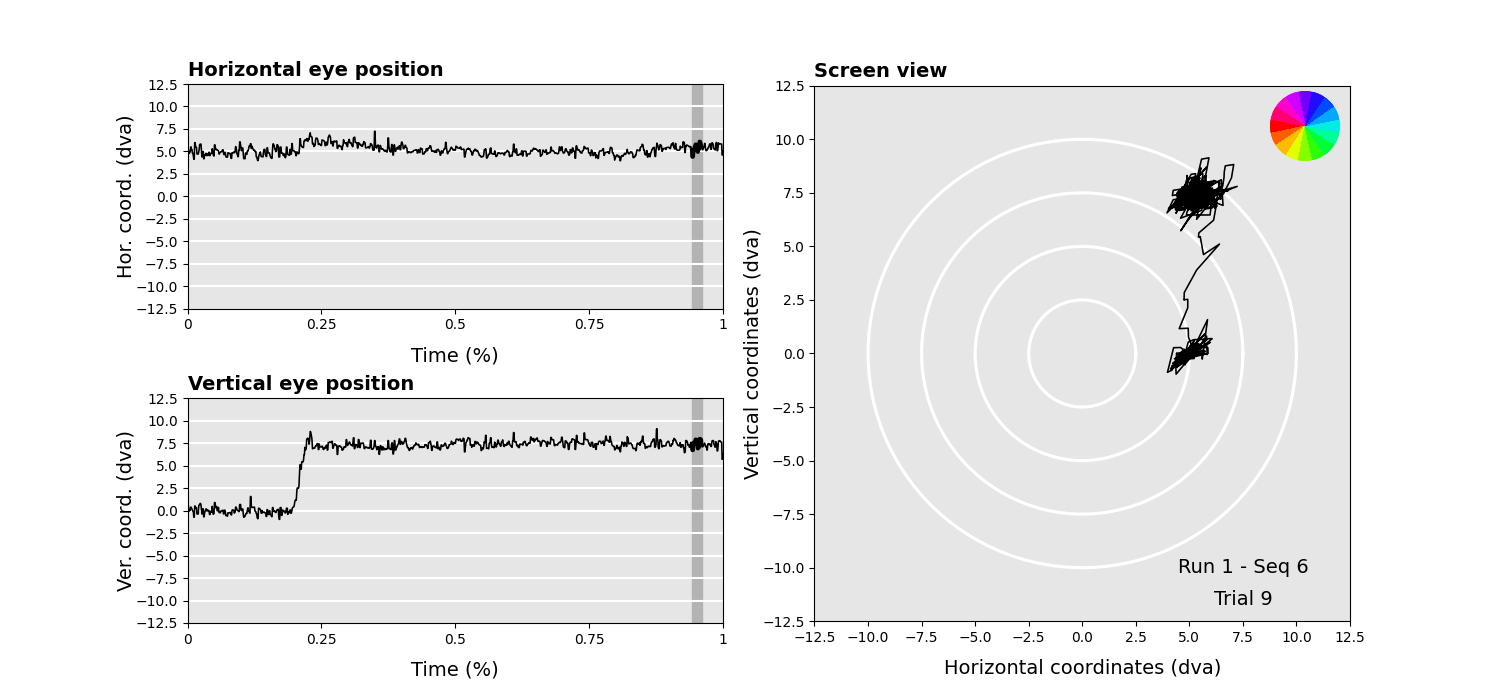 Horizontal eye position
Hor. coord. (dva)
12.5
10.0
7.5
5.0
2.5
0.0
−2.5
−5.0
−7.5
−10.0
−12.5
0 0.25 0.5 0.75 1
Time (%)
Vertical eye position
Ver. coord. (dva)
12.5
10.0
7.5
5.0
2.5
0.0
−2.5
−5.0
−7.5
−10.0
−12.5
0 0.25 0.5 0.75 1
Time (%)
Screen view
Vertical coordinates (dva)
12.5
10.0
7.5
5.0
2.5
0.0
−2.5
−5.0
−7.5
−10.0
−12.5
Run 1 - Seq 6
Trial 9
−12.5 −10.0 −7.5 −5.0 −2.5 0.0 2.5 5.0 7.5 10.0 12.5
Horizontal coordinates (dva)